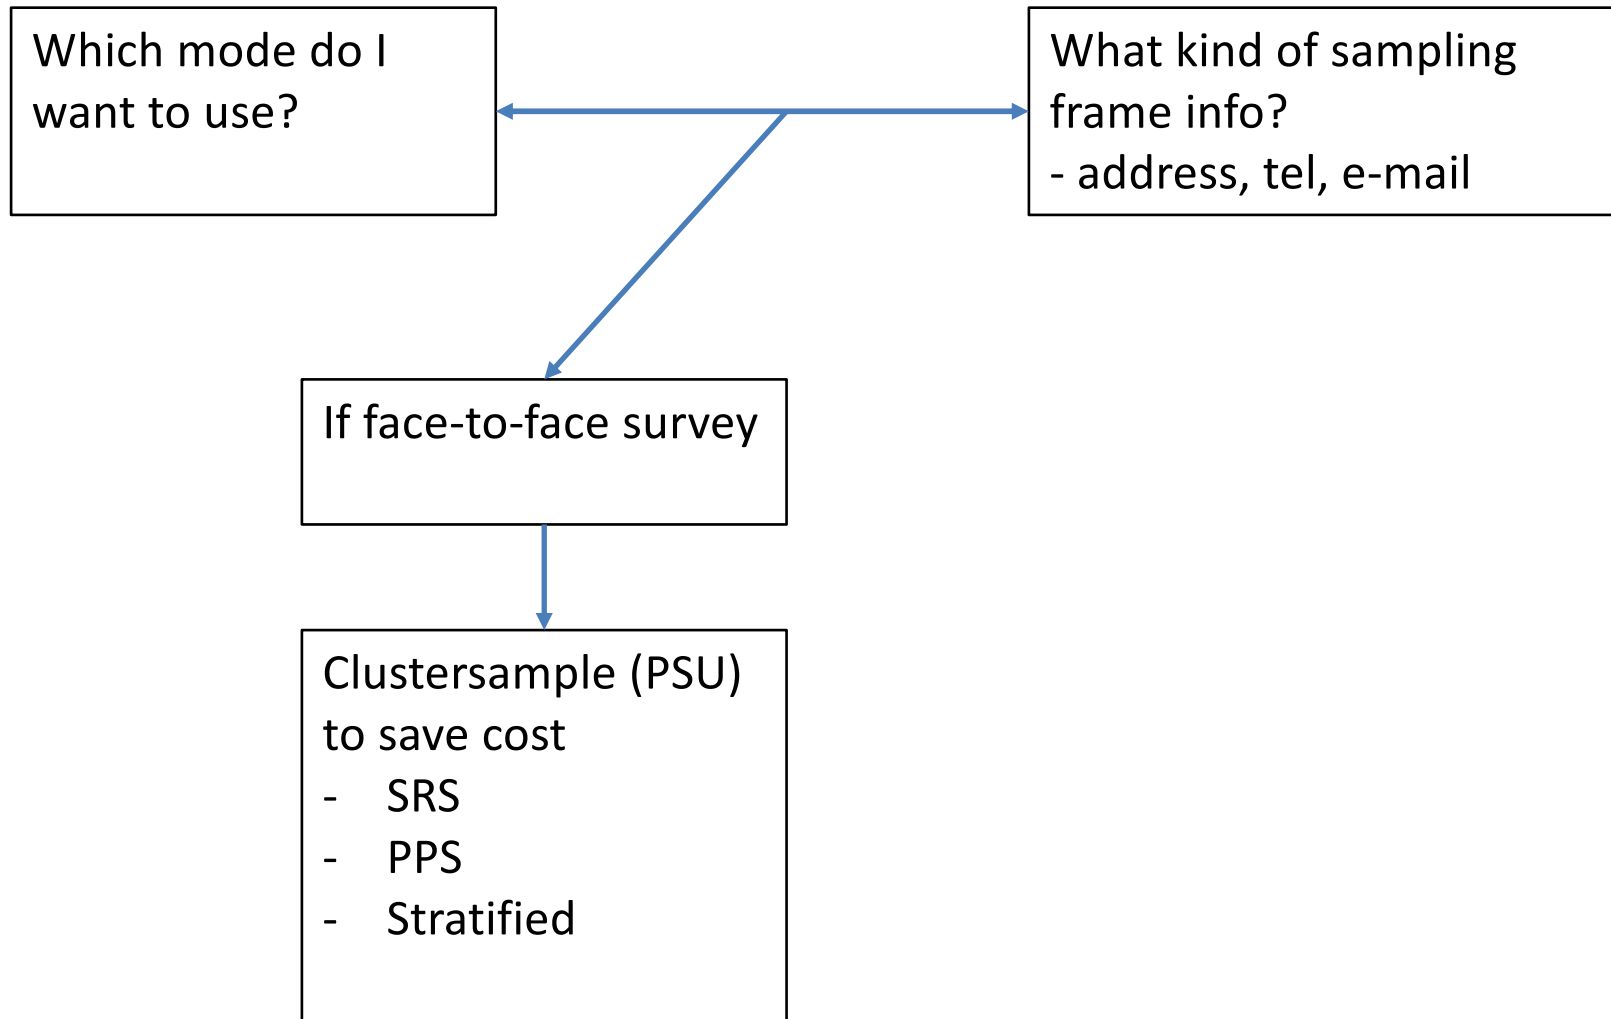 Which mode do I
want to use?
What kind of sampling
frame info?
- address, tel, e-mail
If face-to-face survey
Clustersample (PSU)
to save cost
- SRS
- PPS
- Stratified